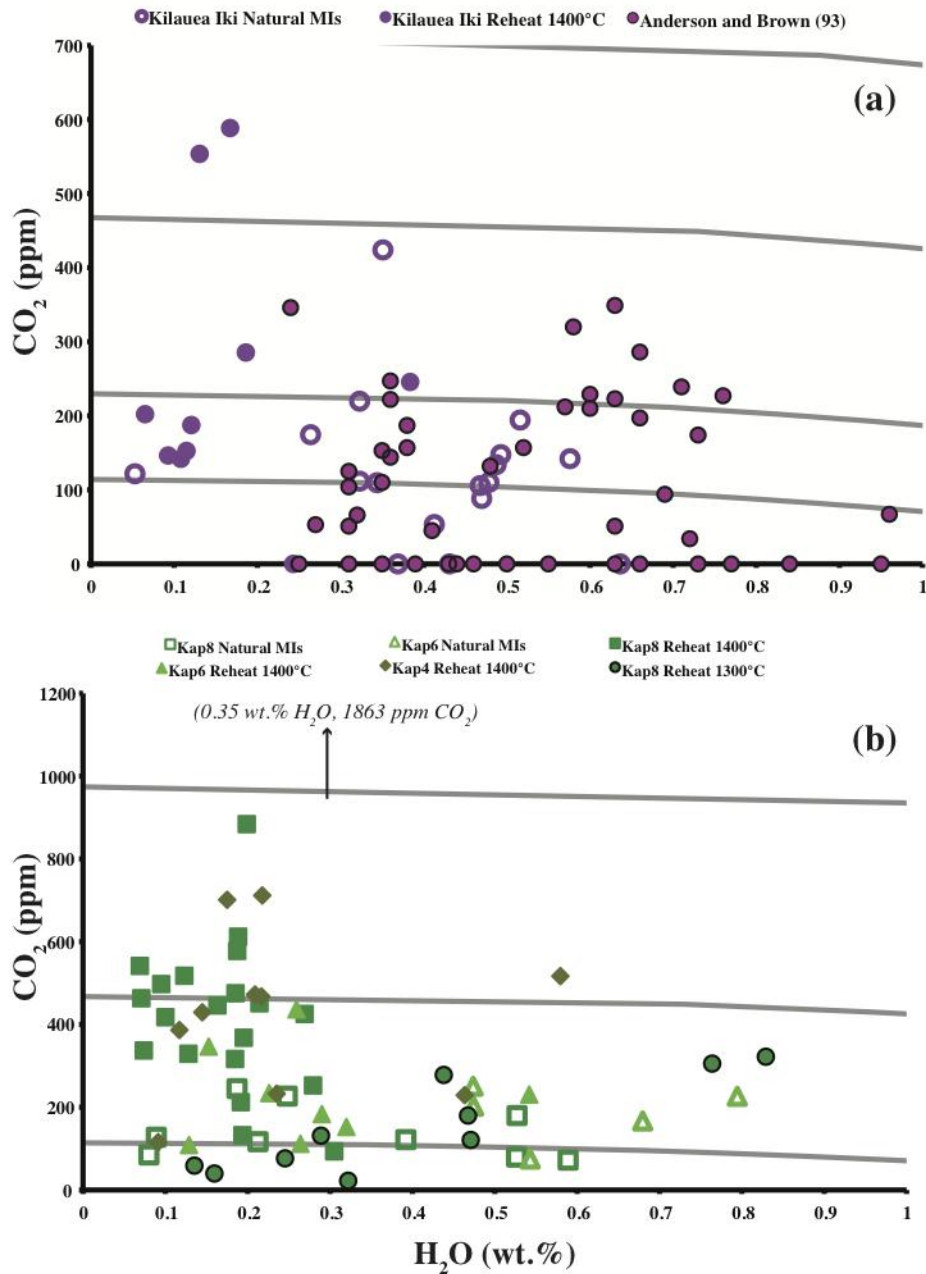 Kilauea Iki Natural MIs Kilauea Iki Reheat 1400°C Anderson and Brown (93)
700
(a)
600
500
400
300
200
100
0
CO2 (ppm)
0 0.1 0.2 0.3 0.4 0.5 0.6 0.7 0.8 0.9 1
Kap8 Natural MIs Kap6 Natural MIs Kap8 Reheat 1400°C
Kap6 Reheat 1400°C Kap4 Reheat 1400°C Kap8 Reheat 1300°C
1200
(0.35 wt.% H2O, 1863 ppm CO2)
(b)
1000
800
600
400
200
0
CO2 (ppm)
0 0.1 0.2 0.3 0.4 0.5 0.6 0.7 0.8 0.9 1
H2O (wt.%)